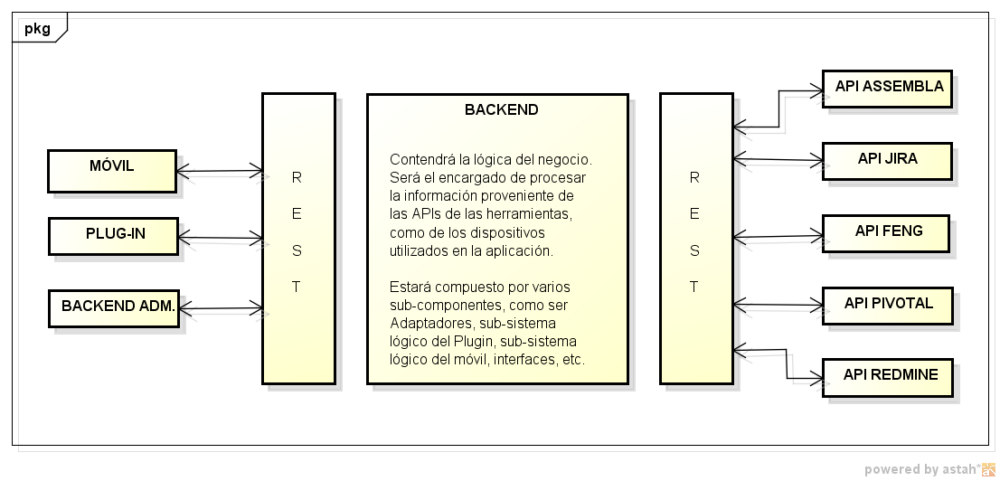 pkg
MÓVIL
PLUG-IN
BACKEND ADM.
R
E
S
T
BACKEND
Contendrá la lógica del negocio.
Será el encargado de procesar
la información proveniente de
las APIs de las herramientas,
como de los dispositivos
utilizados en la aplicación.
Estará compuesto por varios
sub-componentes, como ser
Adaptadores, sub-sistema
lógico del Plugin, sub-sistema
lógico del móvil, interfaces, etc.
R
E
S
T
API ASSEMBLA
API JIRA
API FENG
API PIVOTAL
API REDMINE
powered by astah*